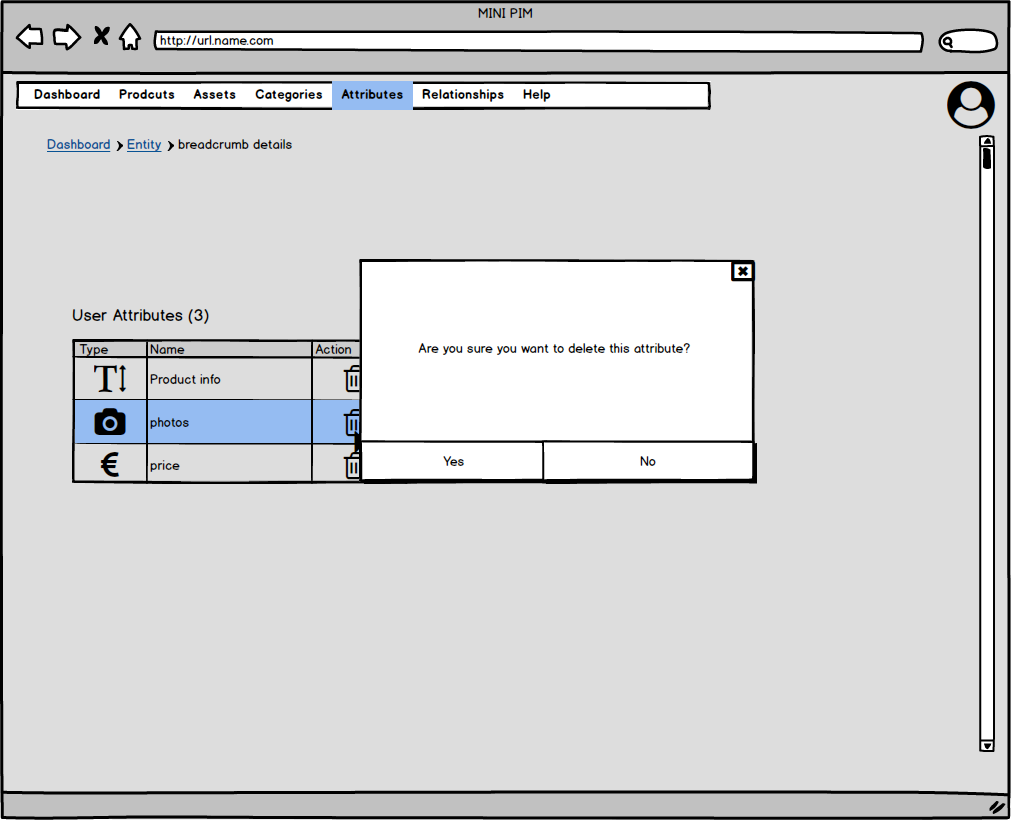 MINI PIM
http://url.name.com
Dashboard Prodcuts Assets Categories Attributes Relationships Help
Dashboard Entity breadcrumb details
User Attributes (3)
Type Name Action
Product info
photos
€ price
Are you sure you want to delete this attribute?
Yes No